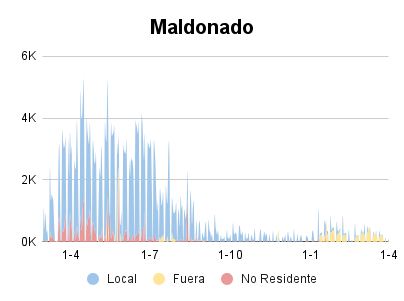 Maldonado
6K
4K
2K
0K
1-4 1-7 1-10 1-1 1-4
Local Fuera No Residente